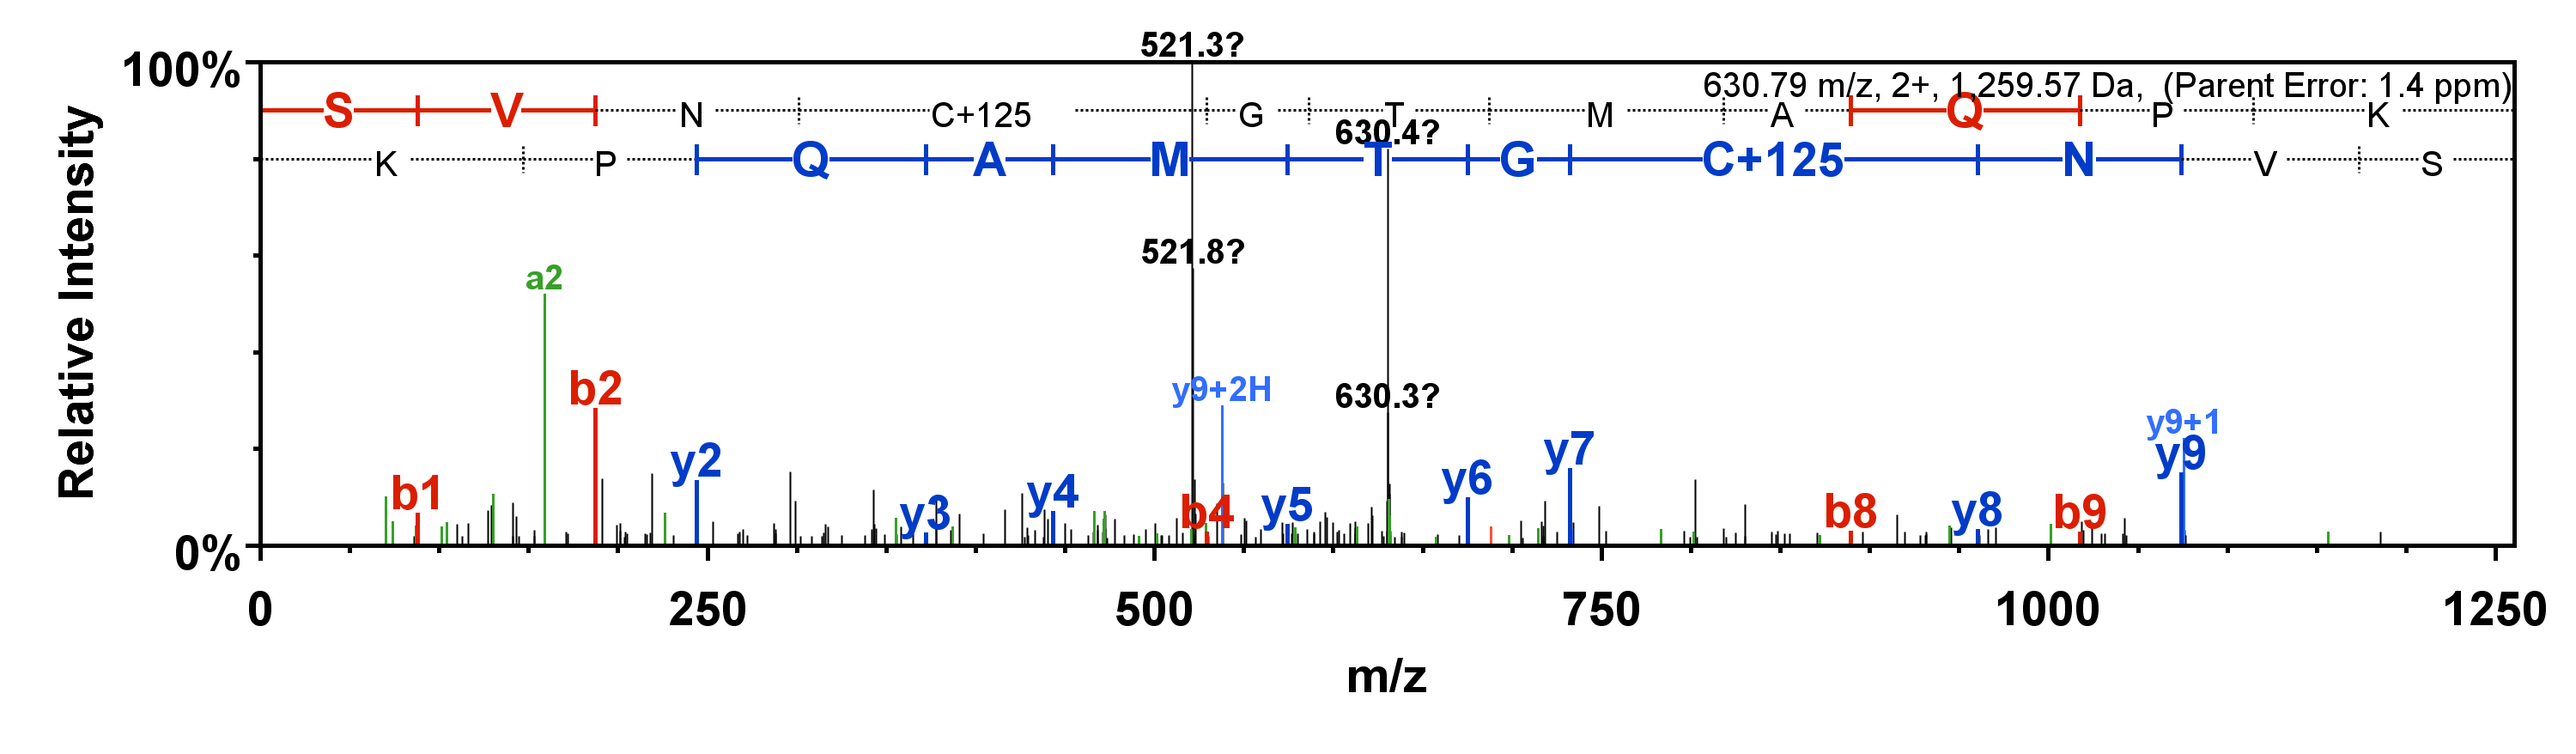 521.3?
100%
630.79 m/z, 2+, 1,259.57 Da, (Parent Error: 1.4 ppm)
S V N C+125 G T M A Q P K
630.4?
K P Q A M T G C+125 N V S
521.8?
a2
b2
y9+2H
630.3?
y9+1
y9
y7
y2
y6
b1
y4
y5
y3
b4
b8
y8
b9
Relative Intensity
0%
0 250 500 750 1000 1250
m/z